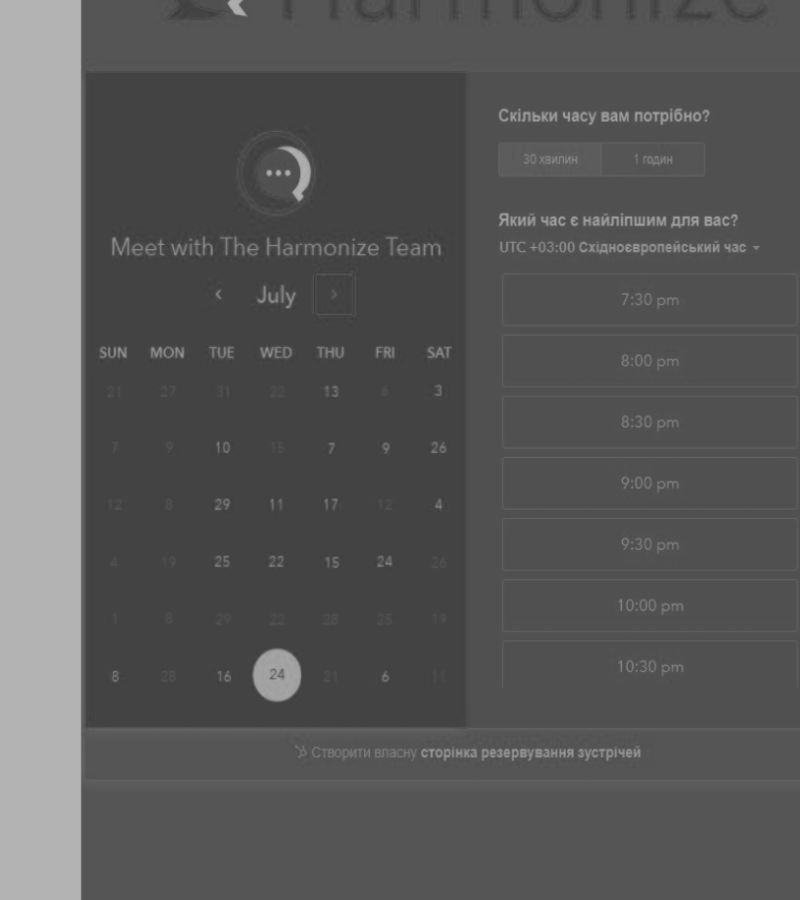 Harmonize
Meet with The Harmonize Team
July
SUN MON TUE WED THU FRI SAT
21 27 31 22 13 6 3
7 9 10 15 7 9 26
12 8 29 11 17 12 4
4 19 25 22 15 24 26
1 8 29 22 28 25 19
8 28 16 24 21 6 11
Скільки часу вам потрібно?
30 хвилин 1 годин
Який час є найліпшим для вас?
UTC +03:00 Східноєвропейський час
7:30 pm
8:00 pm
8:30 pm
9:00 pm
9:30 pm
10:00 pm
10:30 pm
Створити власну сторінка резервування зустрічей